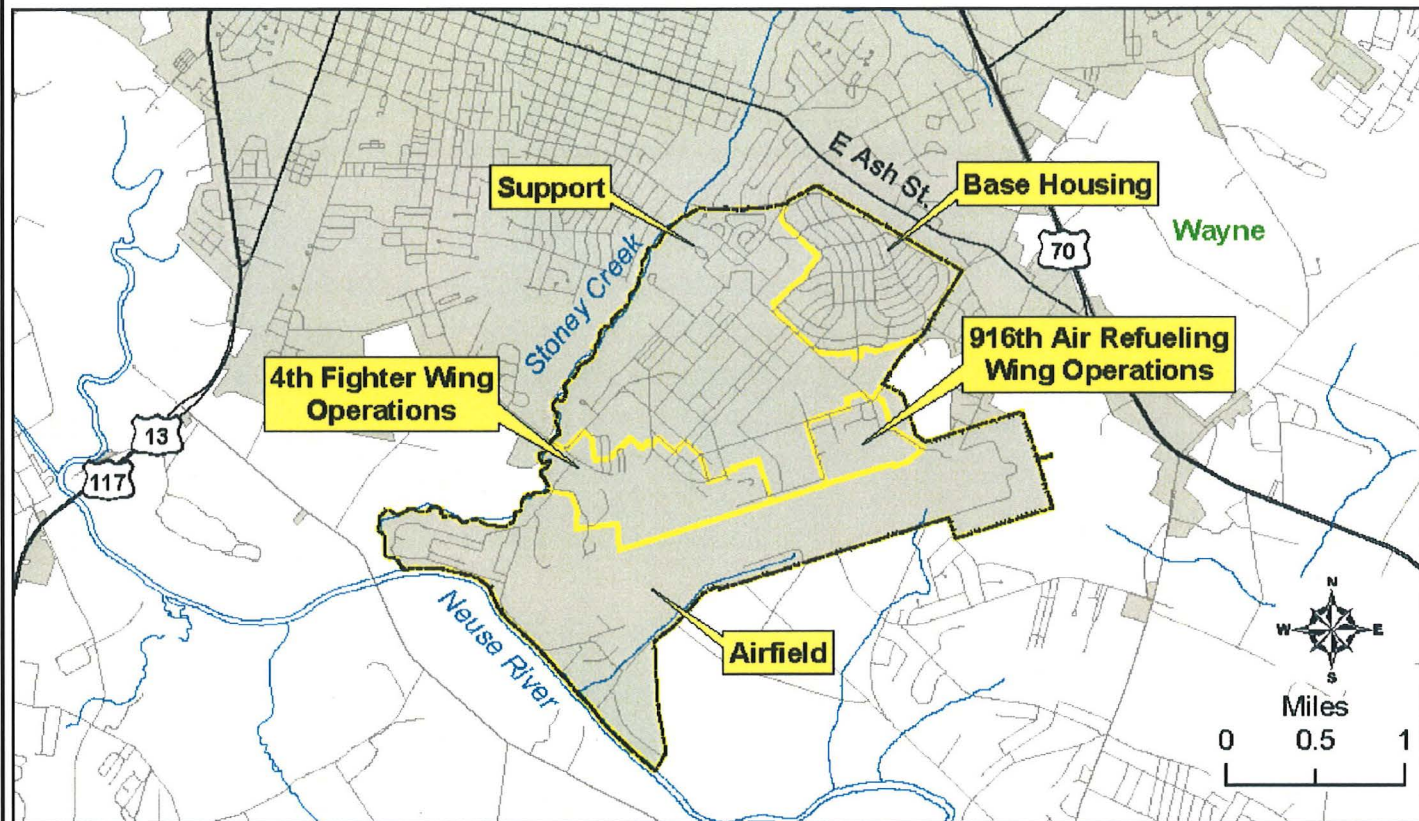 E Ash St.
Support
Base Housing
Wayne
70
Stoney Creek
916th Air Refueling
Wing Operations
4th Fighter Wing
Operations
13
117
N
W
E
S
Neuse River
Airfield
Miles
0 0.5 1